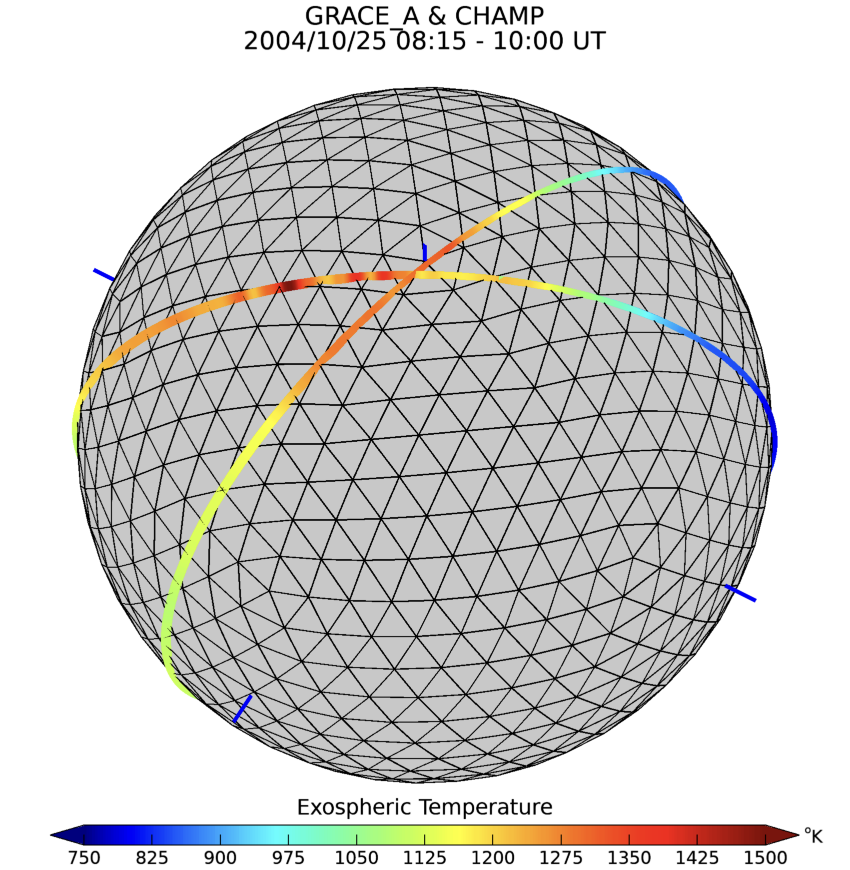 GRACE_A & CHAMP
2004/10/25 08:15 - 10:00 UT
Exospheric Temperature
°K
750 825 900 975 1050 1125 1200 1275 1350 1425 1500